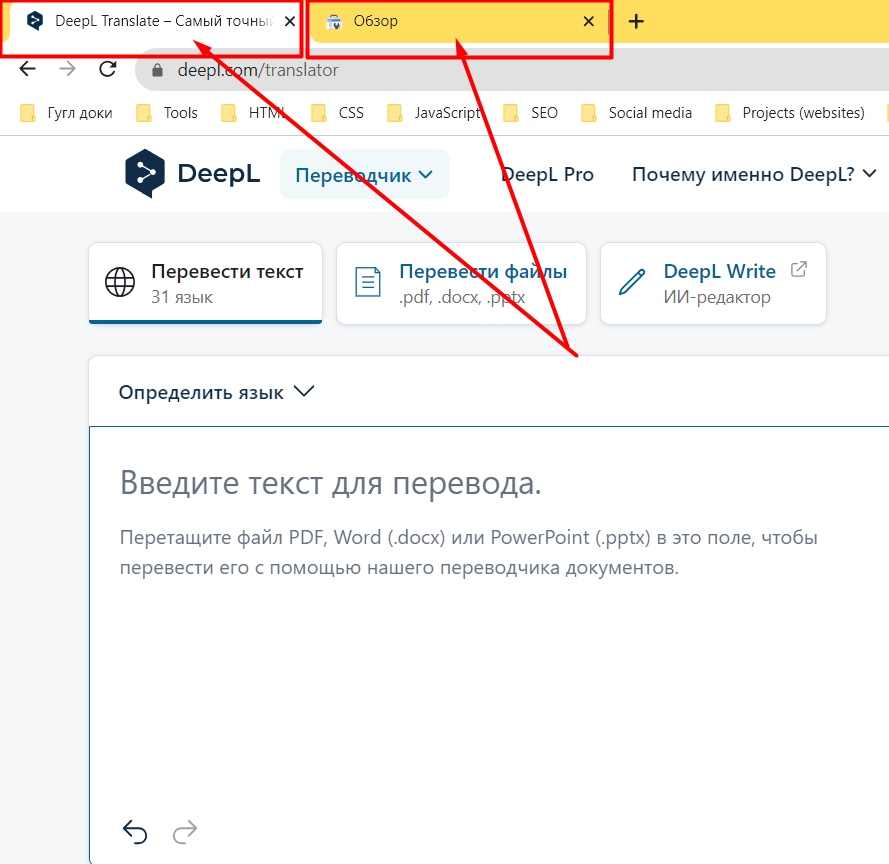 DeepL Translate – Самый точный
Обзор
deepl.com/translator
Гугл доки Tools HTML CSS JavaScript SEO Social media Projects (websites)
DeepL Переводчик DeepL Pro Почему именно DeepL?
Перевести текст
31 язык
Перевести файлы
.pdf, .docx, .pptx
DeepL Write
ИИ-редактор
Определить язык
Введите текст для перевода.
Перетащите файл PDF, Word (.docx) или PowerPoint (.pptx) в это поле, чтобы
перевести его с помощью нашего переводчика документов.